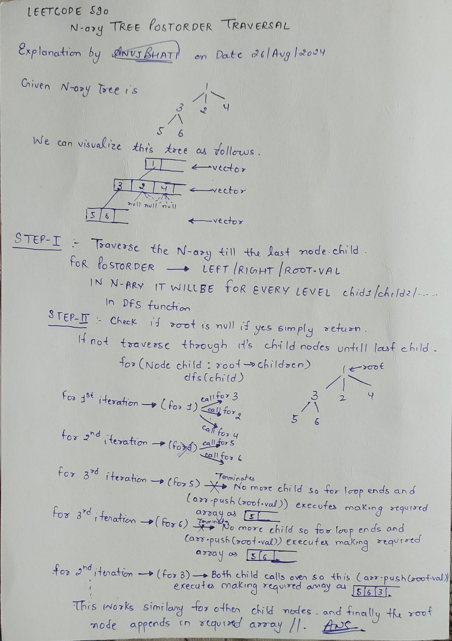 LEETCODE 590
N-ary TREE POSTORDER TRAVERSAL
Explanation by ANUJ BHATI on Date 26/Aug/2024
Given N-ary Tree is
1
3 2 4
5 6
We can visualize this tree as follows.
1 ← vector
3 2 4 ← vector
null null null
5 6 ← vector
STEP-I :- Traverse the N-ary till the last node child.
FOR POSTORDER → LEFT/RIGHT/ROOT-VAL
IN N-ARY IT WILL BE FOR EVERY LEVEL child1/child2/.....
In DFS function
STEP-II :- Check if root is null if yes simply return.
If not traverse through it's child nodes untill last child.
for(Node child : root→children)
dfs(child)
1 ← root
3 2 4
5 6
For 1st iteration → (for 1) call for 3
call for 2
call for 4
For 2nd iteration → (for 3) call for 5
call for 6
Terminates
For 3rd iteration → (for 5) → No more child so for loop ends and
(arr.push(root→val)) executes making required
array as 5
Terminates
For 3rd iteration → (For 6) → No more child so for loop ends and
(arr.push(root→val)) executes making required
array as 5 6
For 2nd iteration → (for 3) → Both child calls over so this (arr.push(root→val))
executes making required array as 5 6 3
This works similarly for other child nodes. and finally the root
node appends in required array //. Ans